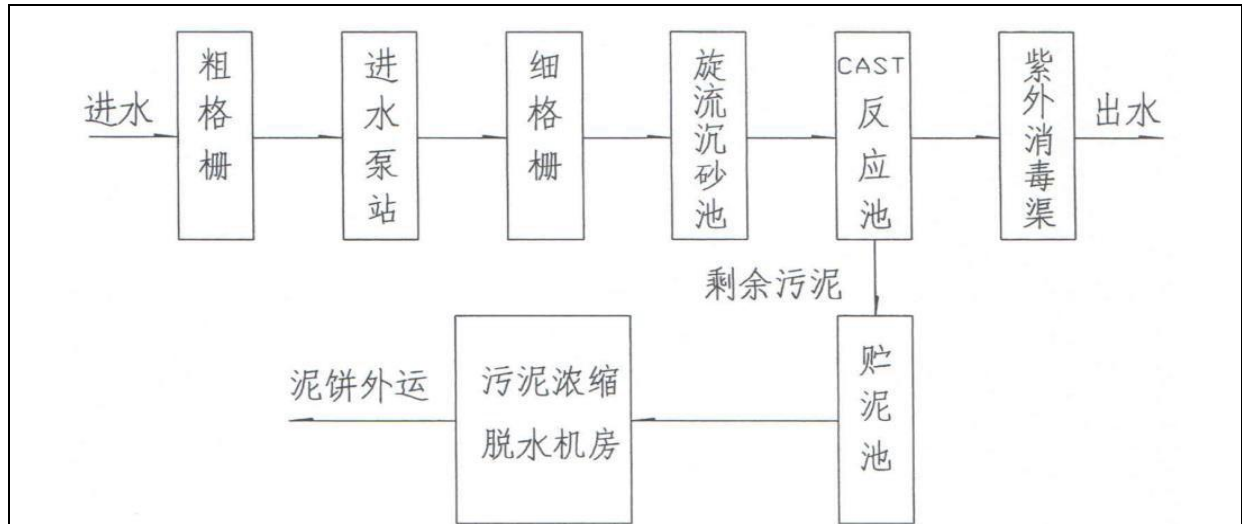 进水
粗格栅
进水泵站
细格栅
旋流沉砂池
CAST反应池
紫外消毒渠
出水
剩余污泥
贮泥池
污泥浓缩
脱水机房
泥饼外运